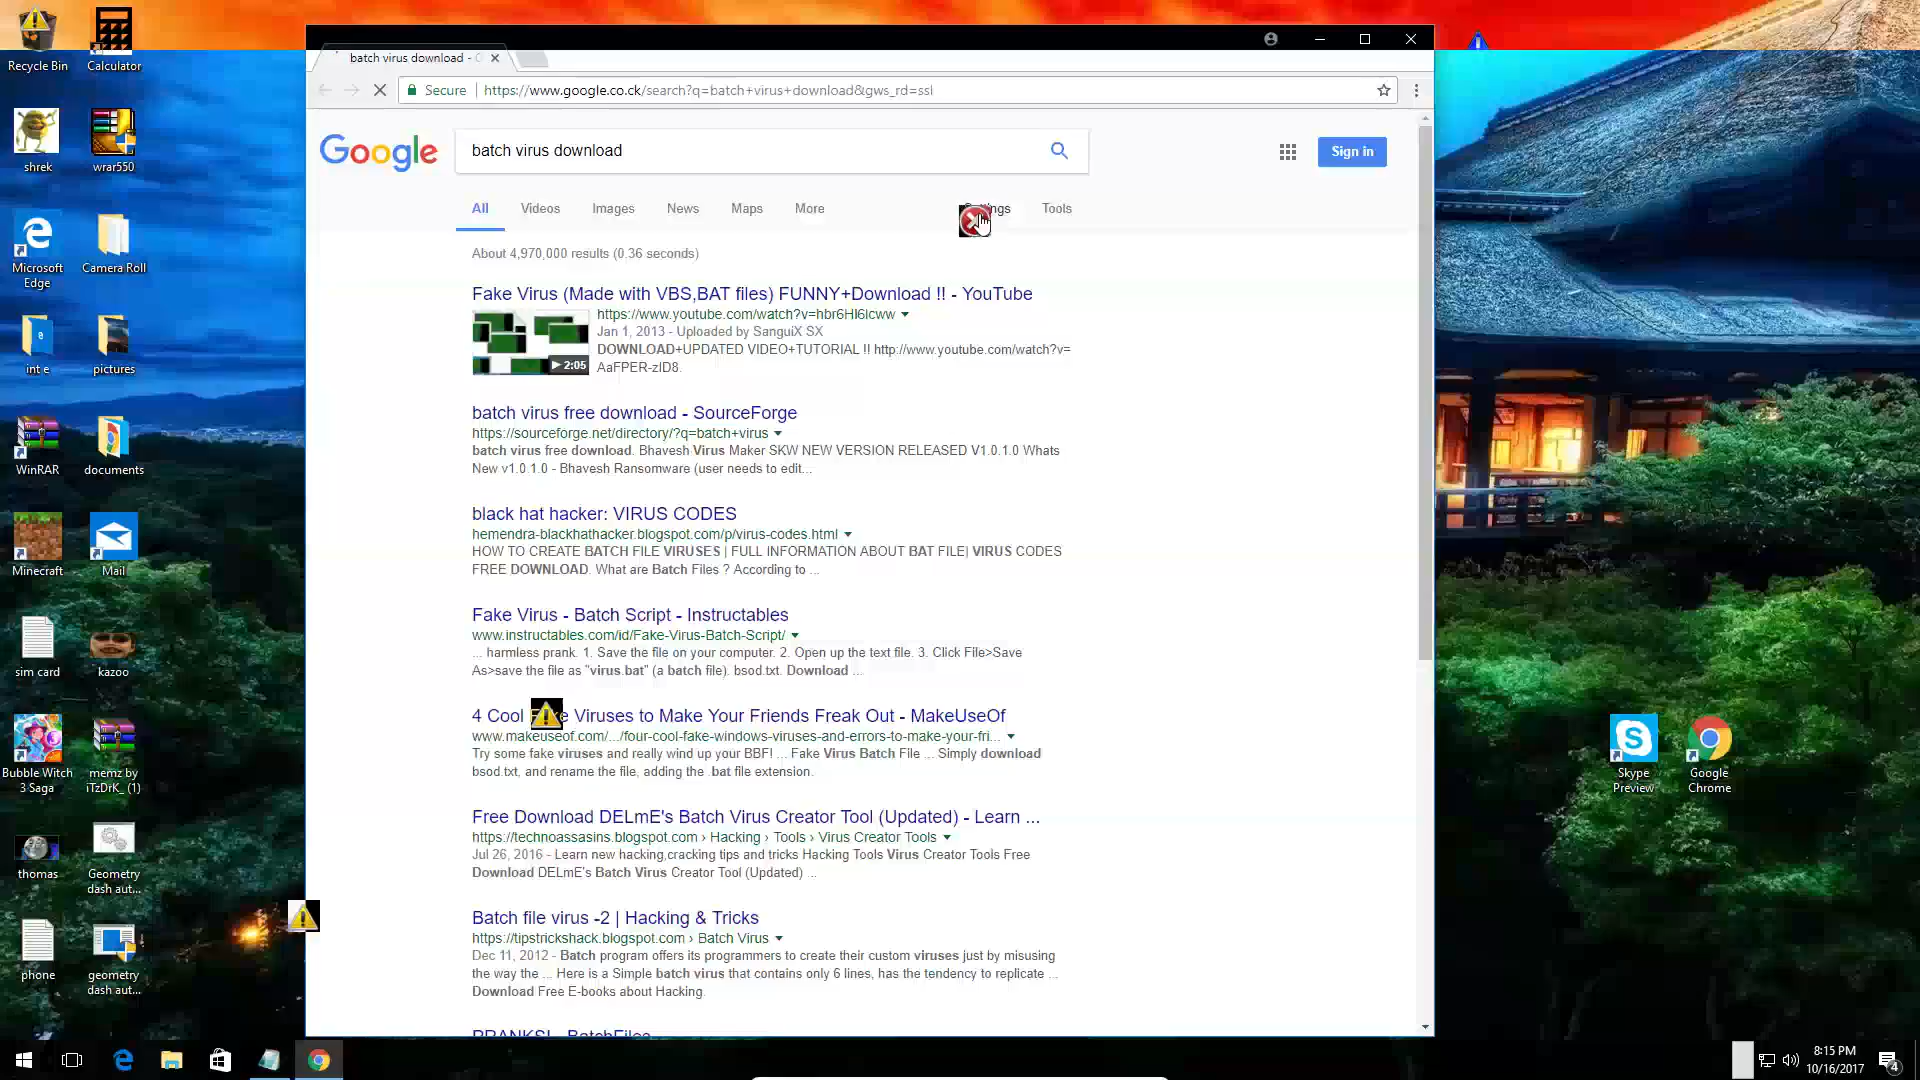 Recycle Bin
Calculator
shrek
wrar550
Microsoft
Edge
Camera Roll
int e
pictures
WinRAR
documents
Minecraft
Mail
sim card
kazoo
Bubble Witch
3 Saga
memz by
iTzDrK_ (1)
thomas
Geometry
dash aut...
phone
geometry
dash aut...
batch virus download -
Secure
https://www.google.co.ck/search?q=batch+virus+download&gws_rd=ssl
Google
batch virus download
Sign in
All
Videos
Images
News
Maps
More
Tools
About 4,970,000 results (0.36 seconds)
Fake Virus (Made with VBS,BAT files) FUNNY+Download !! - YouTube
Jan 1, 2013 - Uploaded by SanguiX SX
DOWNLOAD+UPDATED VIDEO+TUTORIAL !! http://www.youtube.com/watch?v=
AaFPER-zID8.
2:05
batch virus free download - SourceForge
https://sourceforge.net/directory/?q=batch+virus
batch virus free download. Bhavesh Virus Maker SKW NEW VERSION RELEASED V1.0.1.0 Whats
New v1.0.1.0 - Bhavesh Ransomware (user needs to edit...
black hat hacker: VIRUS CODES
hemendra-blackhathacker.blogspot.com/p/virus-codes.html
HOW TO CREATE BATCH FILE VIRUSES | FULL INFORMATION ABOUT BAT FILE| VIRUS CODES
FREE DOWNLOAD. What are Batch Files ? According to ...
Fake Virus - Batch Script - Instructables
www.instructables.com/id/Fake-Virus-Batch-Script/
... harmless prank. 1. Save the file on your computer. 2. Open up the text file. 3. Click File>Save
As>save the file as "virus.bat" (a batch file). bsod.txt. Download ...
4 Cool Viruses to Make Your Friends Freak Out - MakeUseOf
www.makeuseof.com/.../four-cool-fake-windows-viruses-and-errors-to-make-your-fri...
Try some fake viruses and really wind up your BBF! ... Fake Virus Batch File ... Simply download
bsod.txt, and rename the file, adding the .bat file extension.
Free Download DELmE's Batch Virus Creator Tool (Updated) - Learn ...
https://technoassasins.blogspot.com › Hacking › Tools › Virus Creator Tools
Jul 26, 2016 - Learn new hacking,cracking tips and tricks Hacking Tools Virus Creator Tools Free
Download DELmE's Batch Virus Creator Tool (Updated) ...
Batch file virus -2 | Hacking & Tricks
https://tipstrickshack.blogspot.com › Batch Virus
Dec 11, 2012 - Batch program offers its programmers to create their custom viruses just by misusing
the way the ... Here is a Simple batch virus that contains only 6 lines, has the tendency to replicate ...
Download Free E-books about Hacking.
PRANKS! - BatchFiles
Skype
Preview
Google
Chrome
8:15 PM
10/16/2017
4